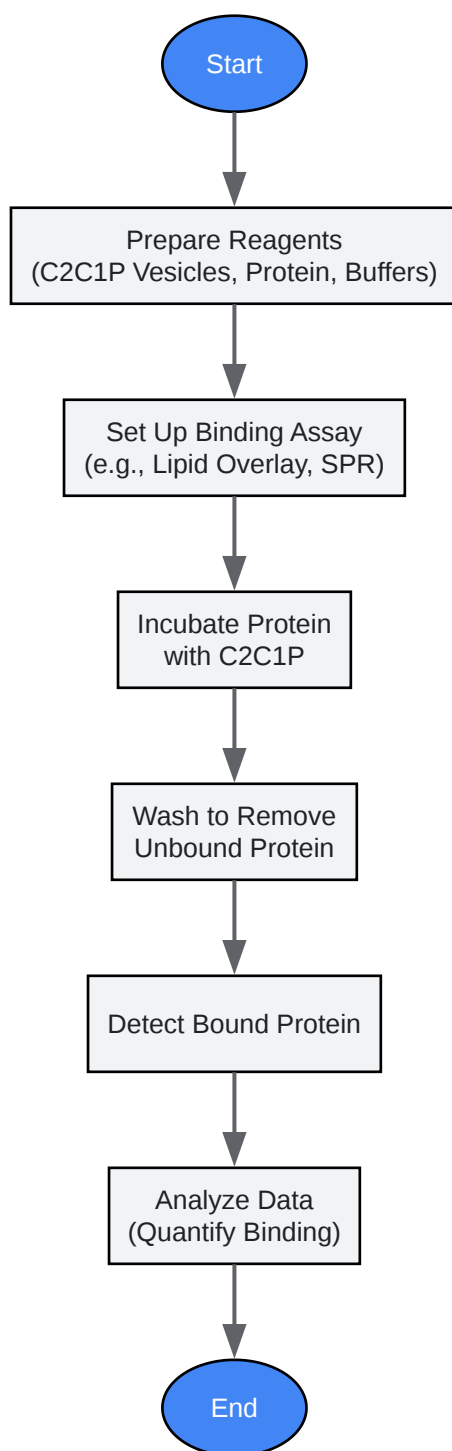 Start
Prepare Reagents
(C2C1P Vesicles, Protein, Buffers)
Set Up Binding Assay
(e.g., Lipid Overlay, SPR)
Incubate Protein
with C2C1P
Wash to Remove
Unbound Protein
Detect Bound Protein
Analyze Data
(Quantify Binding)
End